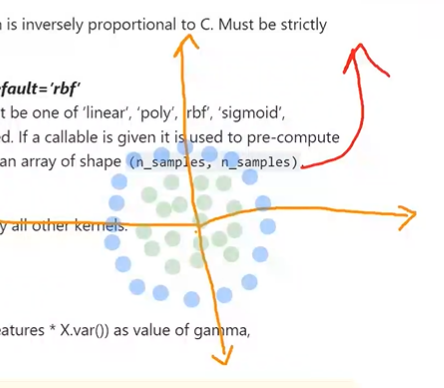 n is inversely proportional to C. Must be strictly
fault='rbf'
t be one of 'linear', 'poly', 'rbf', 'sigmoid',
d. If a callable is given it is used to pre-compute
an array of shape (n_samples, n_samples)
y all other kernels.
eatures * X.var()) as value of gamma,